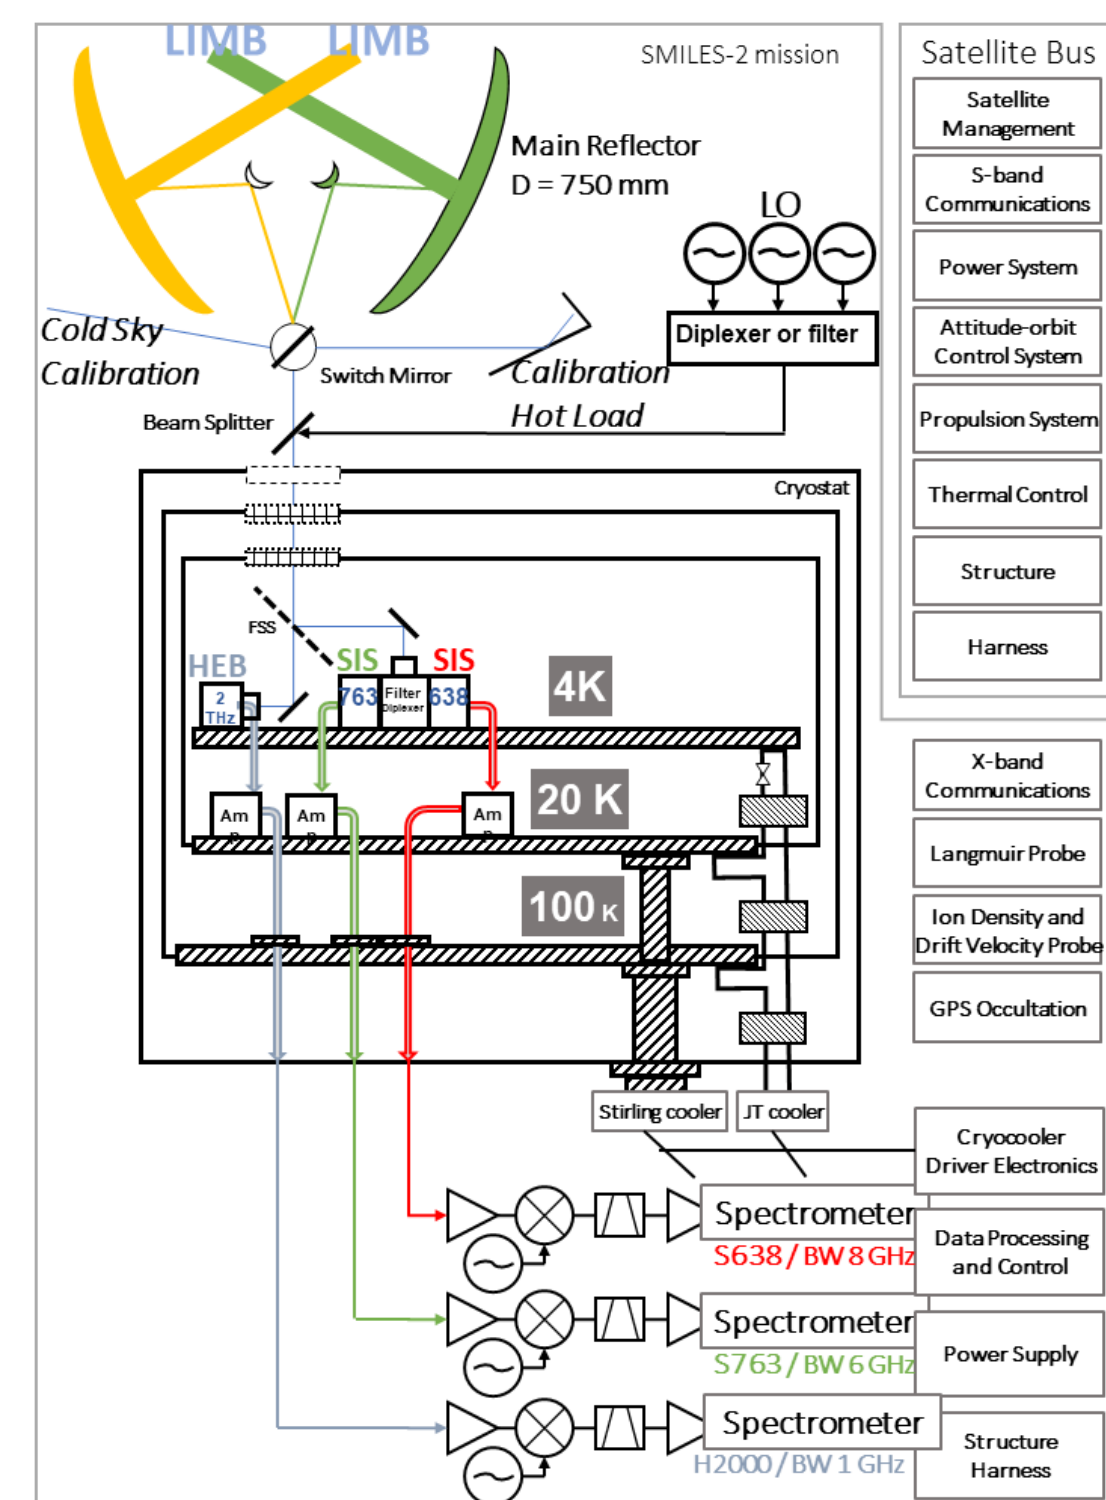 LIMB LIMB
SMILES-2 mission
Main Reflector
D = 750 mm
LO
Diplexer or filter
Cold Sky
Calibration
Switch Mirror
Calibration
Hot Load
Beam Splitter
Cryostat
FSS
HEB
SIS
SIS
2
THz
763
Filter
Diplexer
638
4K
Am
p
Am
p
Am
p
20 K
100 K
Stirling cooler
JT cooler
Spectrometer
S638 / BW 8 GHz
Spectrometer
S763 / BW 6 GHz
Spectrometer
H2000 / BW 1 GHz
Satellite Bus
Satellite
Management
S-band
Communications
Power System
Attitude-orbit
Control System
Propulsion System
Thermal Control
Structure
Harness
X-band
Communications
Langmuir Probe
Ion Density and
Drift Velocity Probe
GPS Occultation
Cryocooler
Driver Electronics
Data Processing
and Control
Power Supply
Structure
Harness